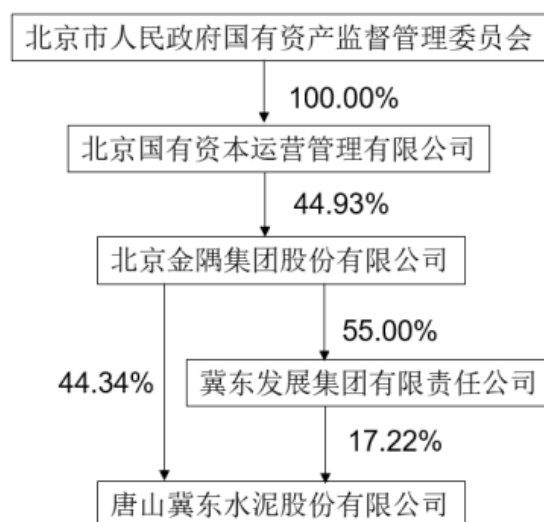 北京市人民政府国有资产监督管理委员会
100.00%
北京国有资本运营管理有限公司
44.93%
北京金隅集团股份有限公司
55.00%
44.34%
冀东发展集团有限责任公司
17.22%
唐山冀东水泥股份有限公司